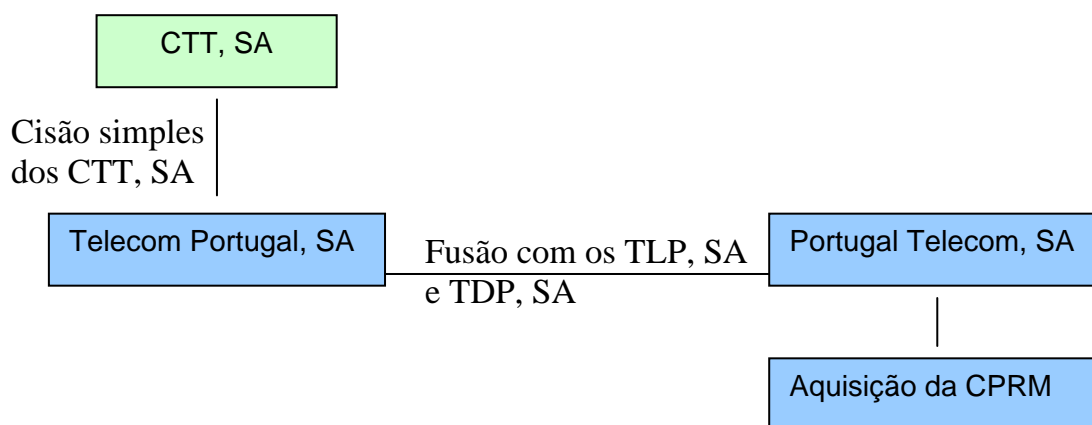 CTT, SA
Cisão simples
dos CTT, SA
Telecom Portugal, SA
Fusão com os TLP, SA
e TDP, SA
Portugal Telecom, SA
Aquisição da CPRM